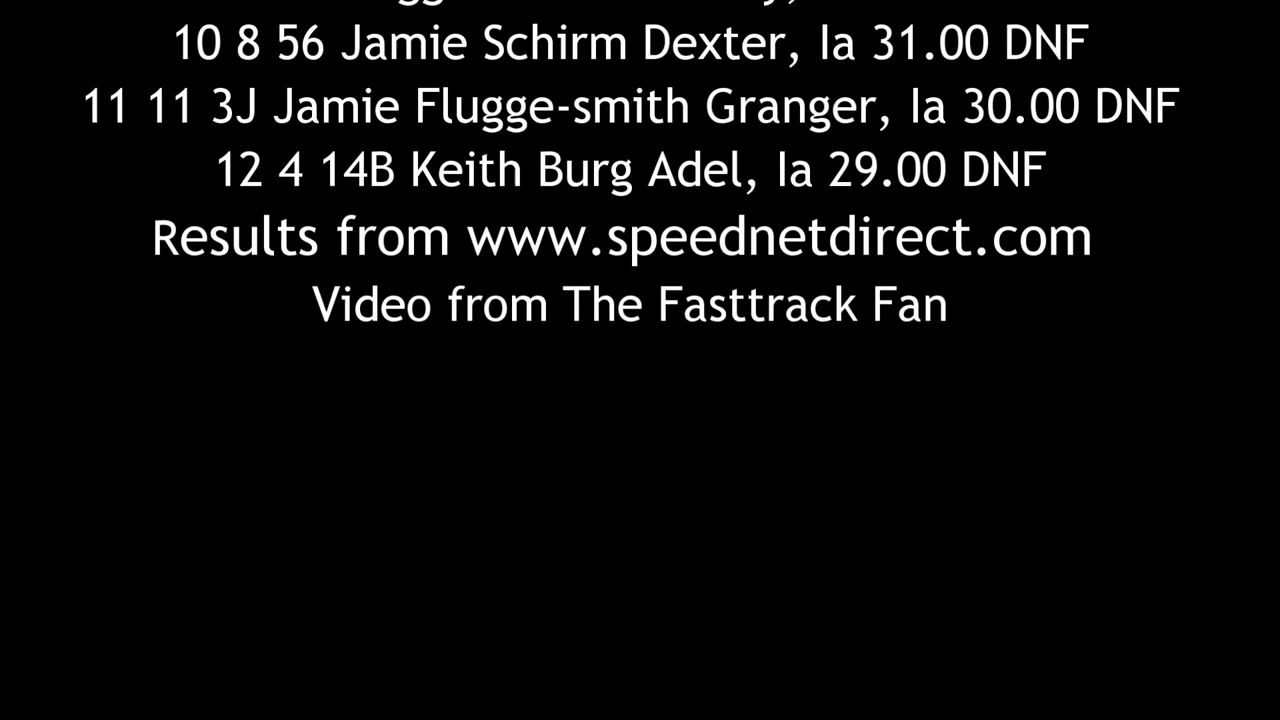 10 8 56 Jamie Schirm Dexter, Ia 31.00 DNF
11 11 3J Jamie Flugge-smith Granger, Ia 30.00 DNF
12 4 14B Keith Burg Adel, Ia 29.00 DNF
Results from www.speednetdirect.com
Video from The Fasttrack Fan